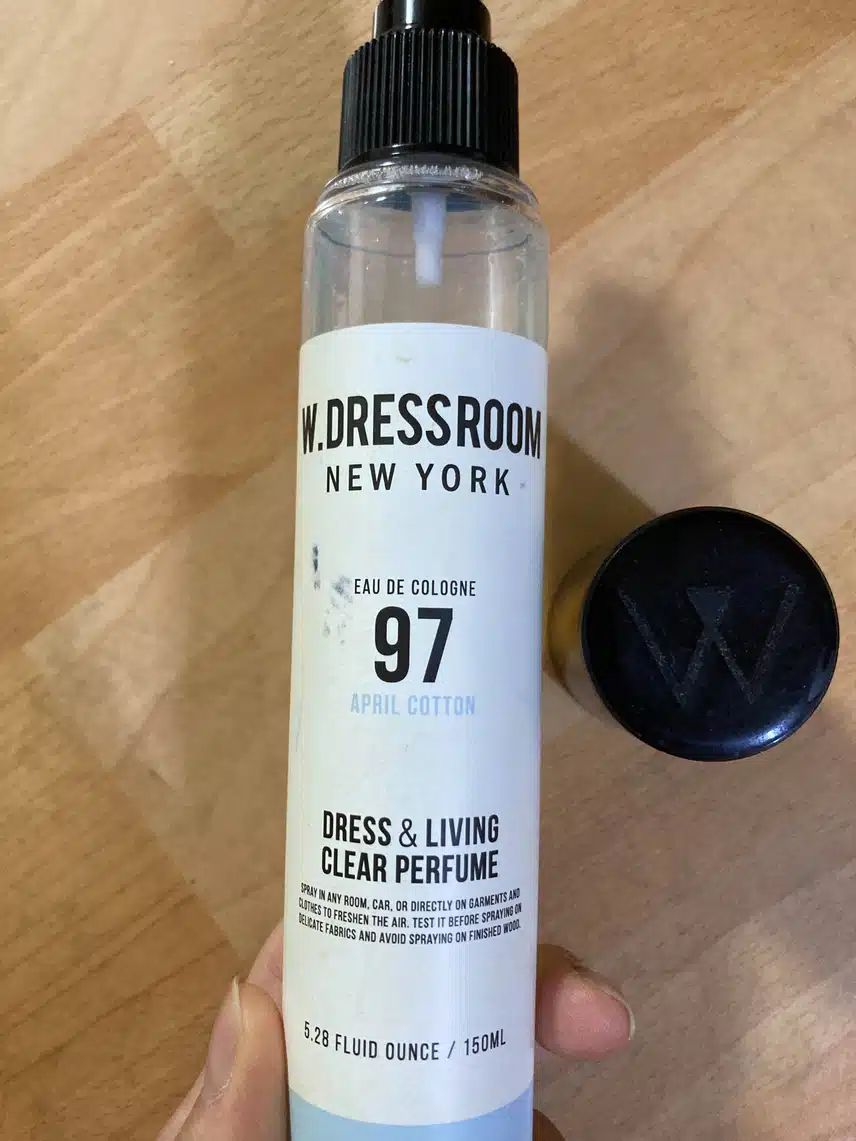 W.DRESSROOM
NEW YORK
EAU DE COLOGNE
97
APRIL COTTON
DRESS & LIVING
CLEAR PERFUME
SPRAY IN ANY ROOM, CAR, OR DIRECTLY ON GARMENTS AND
CLOTHES TO FRESHEN THE AIR. TEST IT BEFORE SPRAYING ON
DELICATE FABRICS AND AVOID SPRAYING ON FINISHED WOOD.
5.28 FLUID OUNCE / 150ML
W